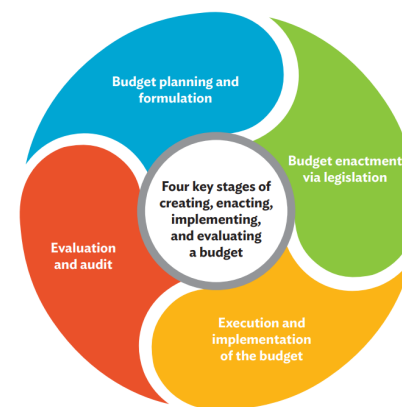 Budget planning and
formulation
Budget enactment
via legislation
Four key stages of
creating, enacting,
implementing,
and evaluating
a budget
Evaluation
and audit
Execution and
implementation
of the budget